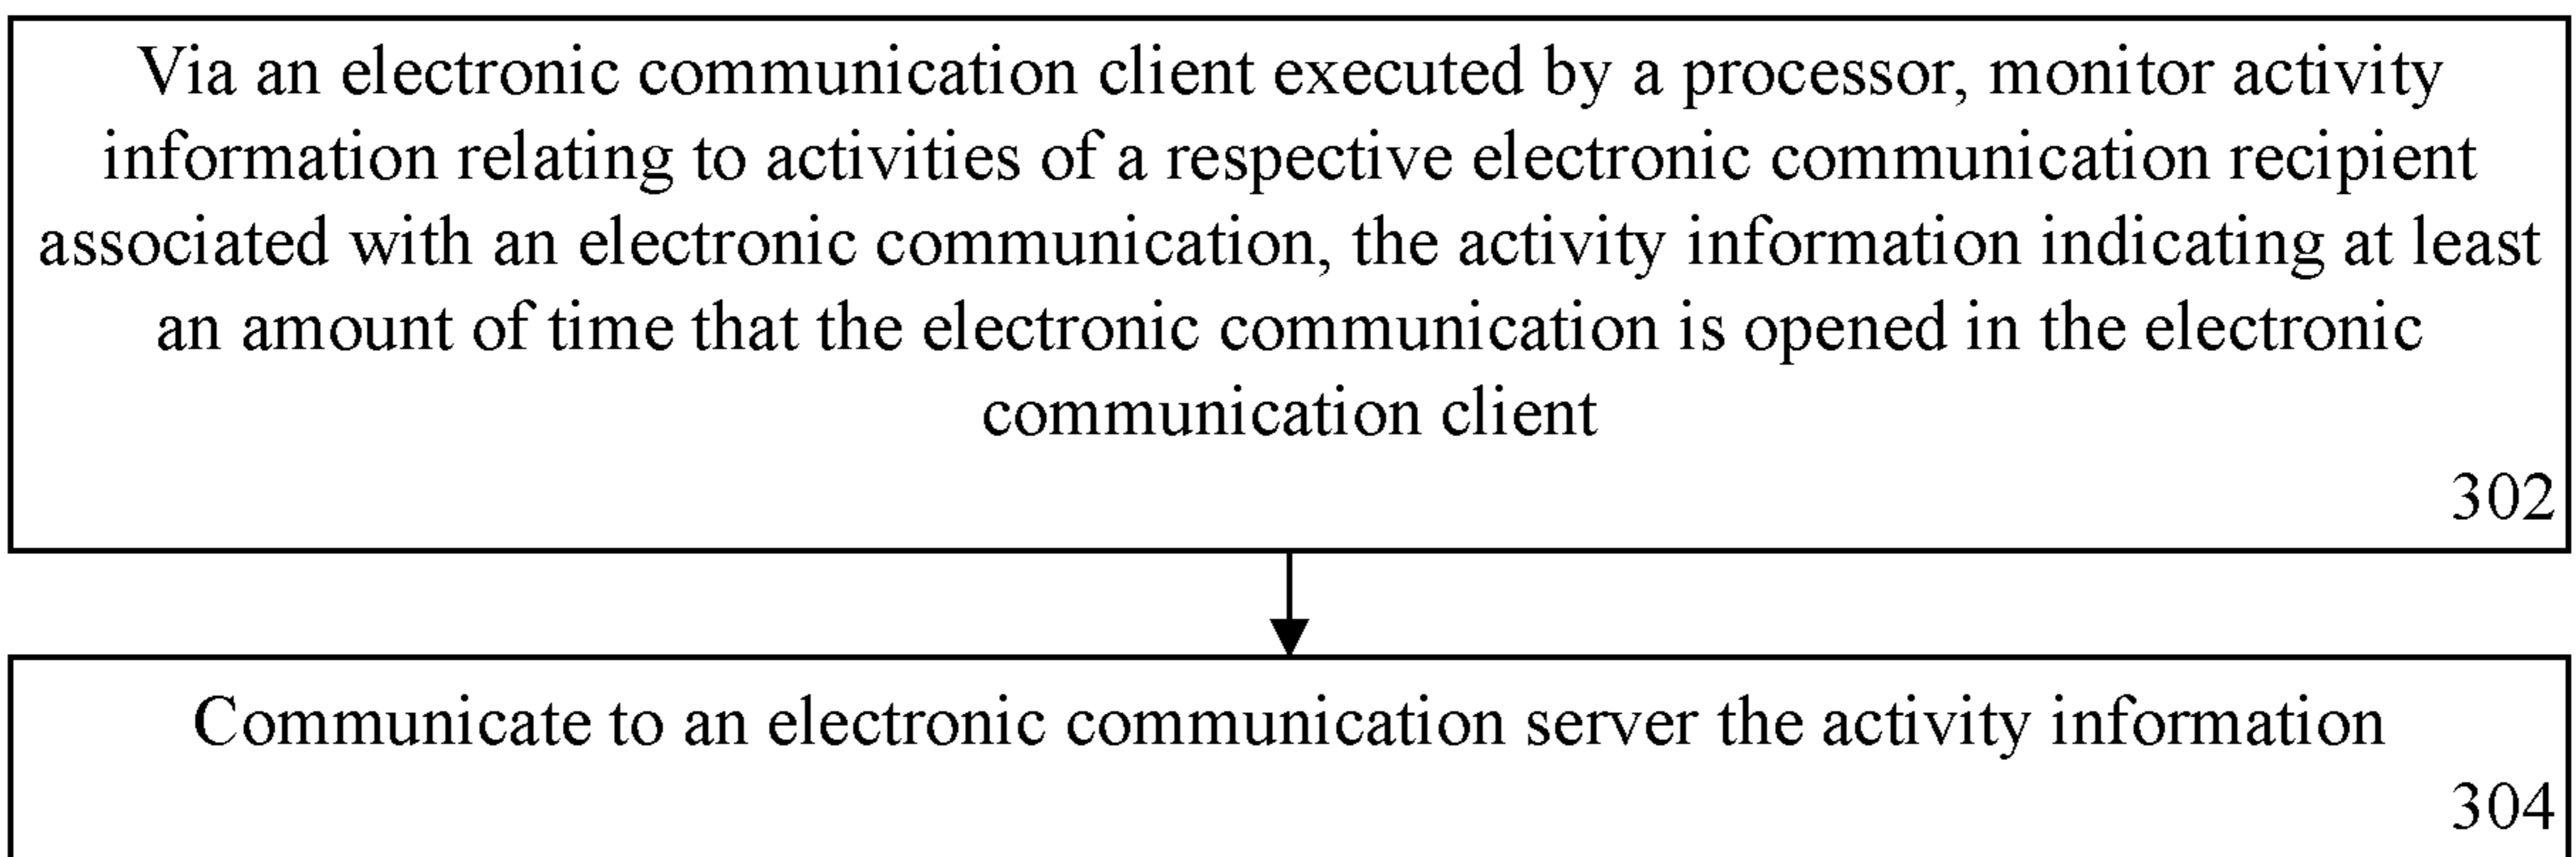 Via an electronic communication client executed by a processor, monitor activity
information relating to activities of a respective electronic communication recipient
associated with an electronic communication, the activity information indicating at least
an amount of time that the electronic communication is opened in the electronic
communication client
302
Communicate to an electronic communication server the activity information
304